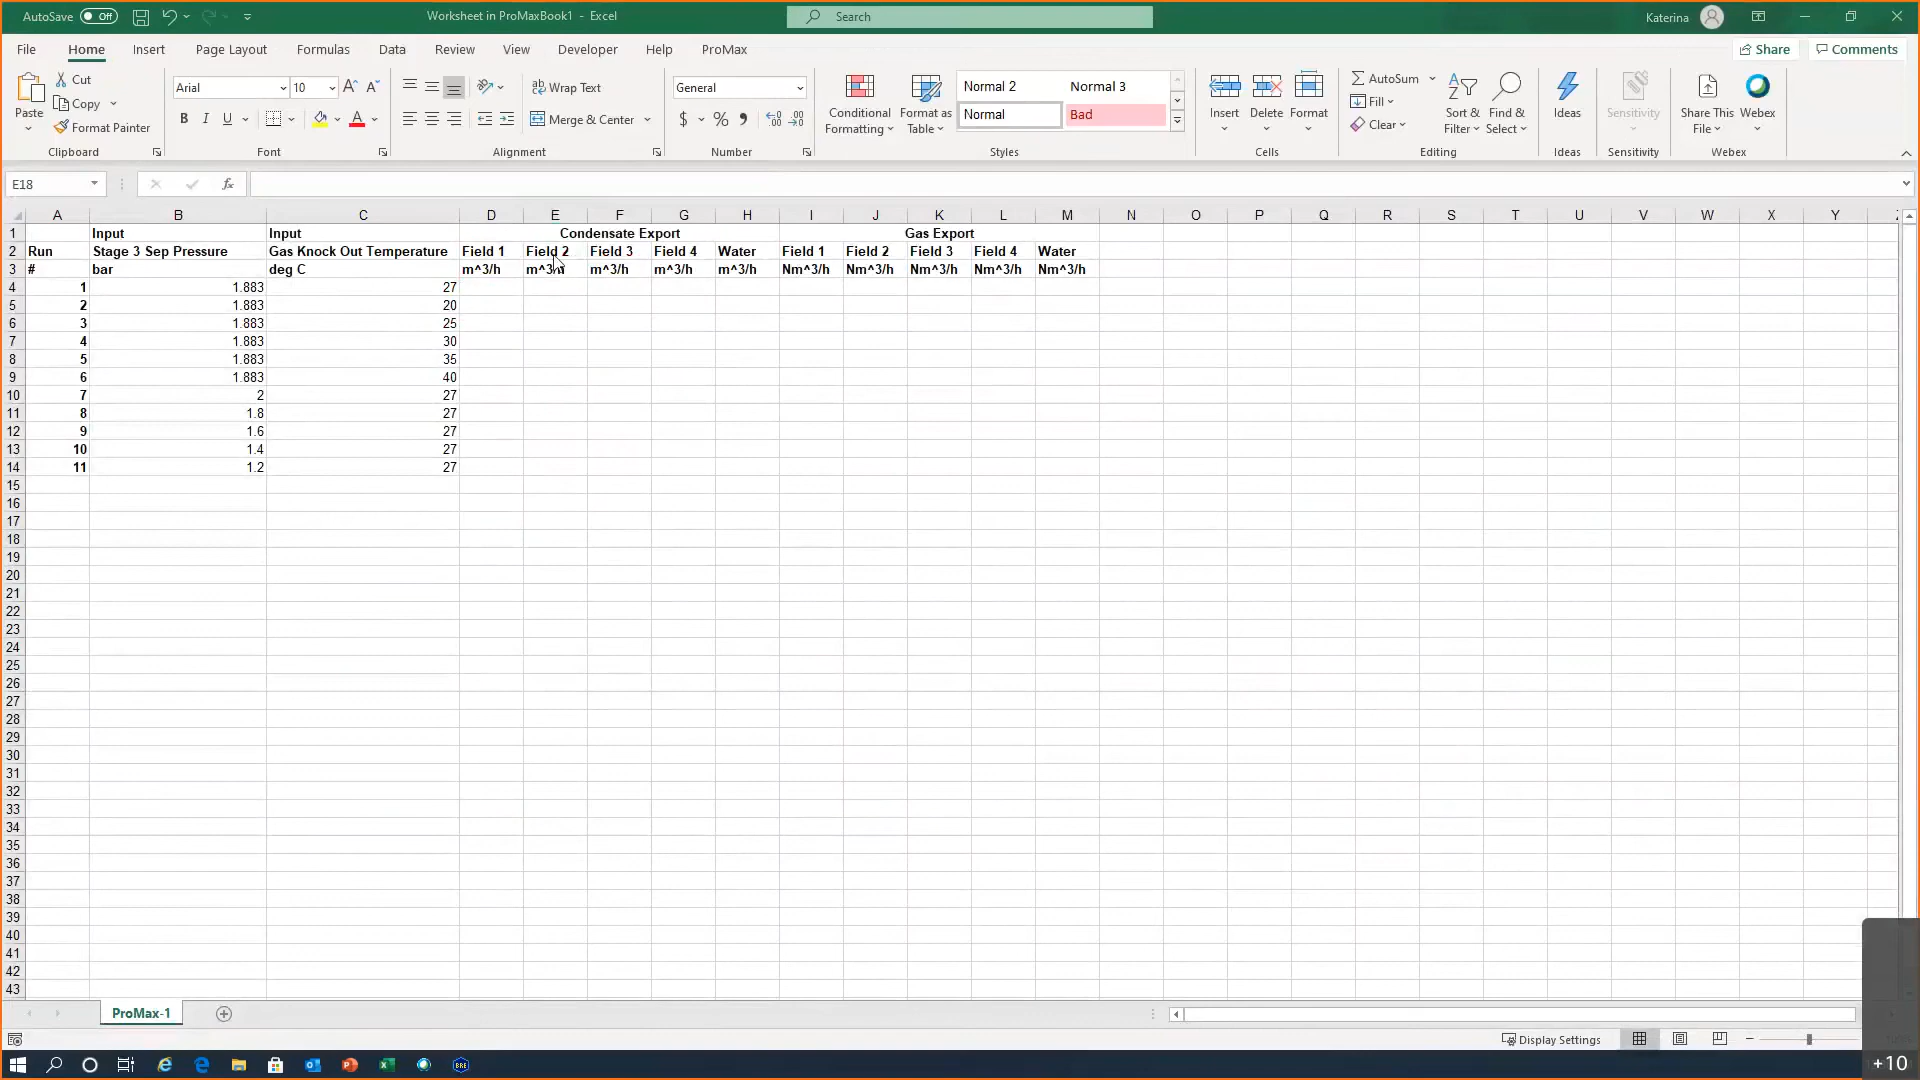 AutoSave Off Worksheet in ProMaxBook1 - Excel Search Katerina
File Home Insert Page Layout Formulas Data Review View Developer Help ProMax Share Comments
Paste Cut Copy Format Painter Clipboard
Arial 10 B I U Font
Wrap Text Merge & Center Alignment
General $ % Number
Conditional Formatting Format as Table Normal 2 Normal 3 Normal Bad Styles
Insert Delete Format Cells
AutoSum Fill Clear Sort & Filter Find & Select Editing
Ideas Ideas
Sensitivity Sensitivity
Share This File Webex Webex
E18 fx
A B C D E F G H I J K L M N O P Q R S T U V W X Y
1 Input Input Condensate Export Gas Export
2 Run Stage 3 Sep Pressure Gas Knock Out Temperature Field 1 Field 2 Field 3 Field 4 Water Field 1 Field 2 Field 3 Field 4 Water
3 # bar deg C m^3/h m^3/h m^3/h m^3/h m^3/h Nm^3/h Nm^3/h Nm^3/h Nm^3/h Nm^3/h
4 1 1.883 27
5 2 1.883 20
6 3 1.883 25
7 4 1.883 30
8 5 1.883 35
9 6 1.883 40
10 7 2 27
11 8 1.8 27
12 9 1.6 27
13 10 1.4 27
14 11 1.2 27
15
16
17
18
19
20
21
22
23
24
25
26
27
28
29
30
31
32
33
34
35
36
37
38
39
40
41
42
43
ProMax-1
Display Settings
BRE
+10